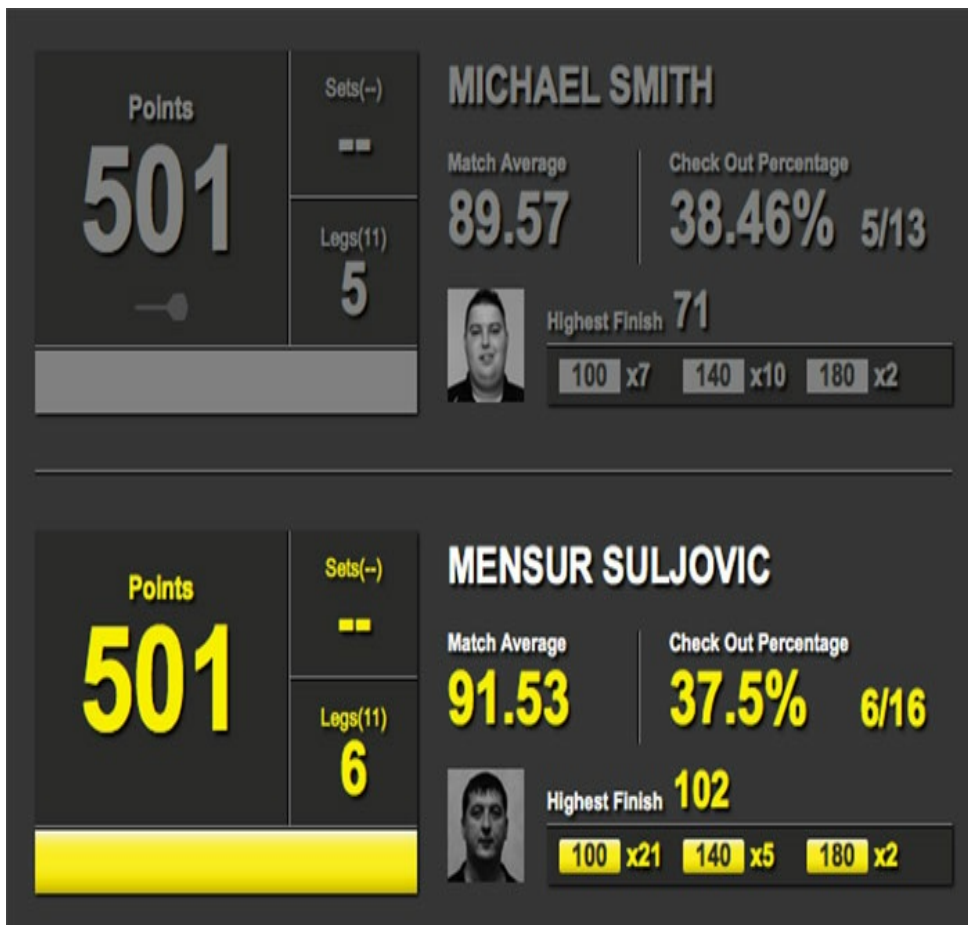 MICHAEL SMITH
Points
501
Sets(--)
--
Legs(11)
5
Match Average
89.57
Check Out Percentage
38.46% 5/13
Highest Finish 71
100 x7 140 x10 180 x2
MENSUR SULJOVIC
Points
501
Sets(--)
--
Legs(11)
6
Match Average
91.53
Check Out Percentage
37.5% 6/16
Highest Finish 102
100 x21 140 x5 180 x2